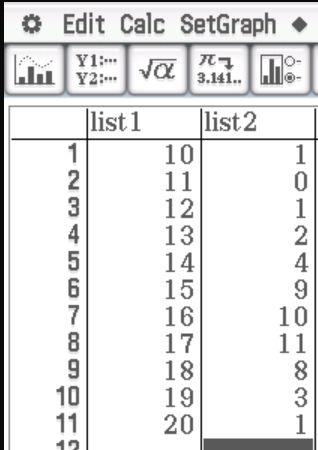 Edit Calc SetGraph
Y1:···
Y2:···
√α
π
3.141..
list1 list2
1 10 1
2 11 0
3 12 1
4 13 2
5 14 4
6 15 9
7 16 10
8 17 11
9 18 8
10 19 3
11 20 1
12